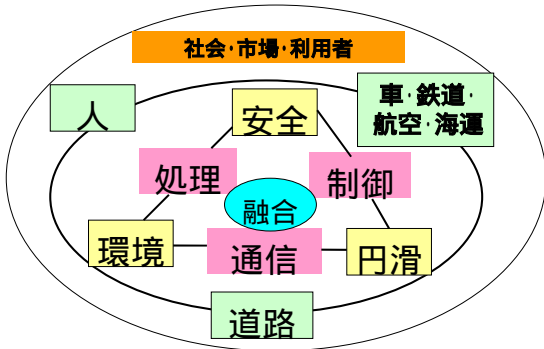 社会・市場・利用者
人
車・鉄道・
航空・海運
安全
処理
制御
融合
環境
通信
円滑
道路